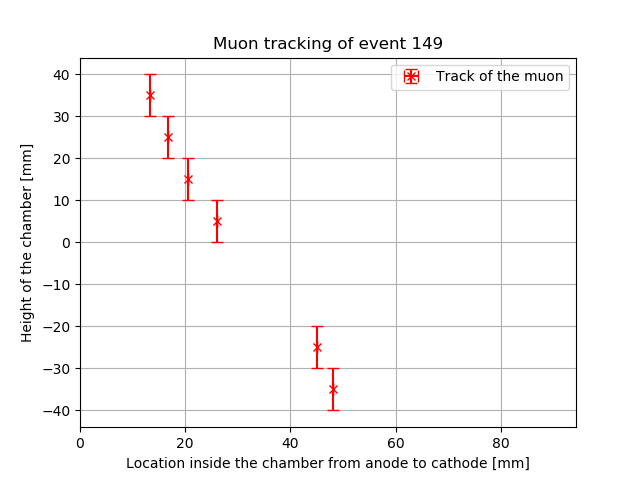 Muon tracking of event 149
Track of the muon
Height of the chamber [mm]
40
30
20
10
0
−10
−20
−30
−40
0 20 40 60 80
Location inside the chamber from anode to cathode [mm]